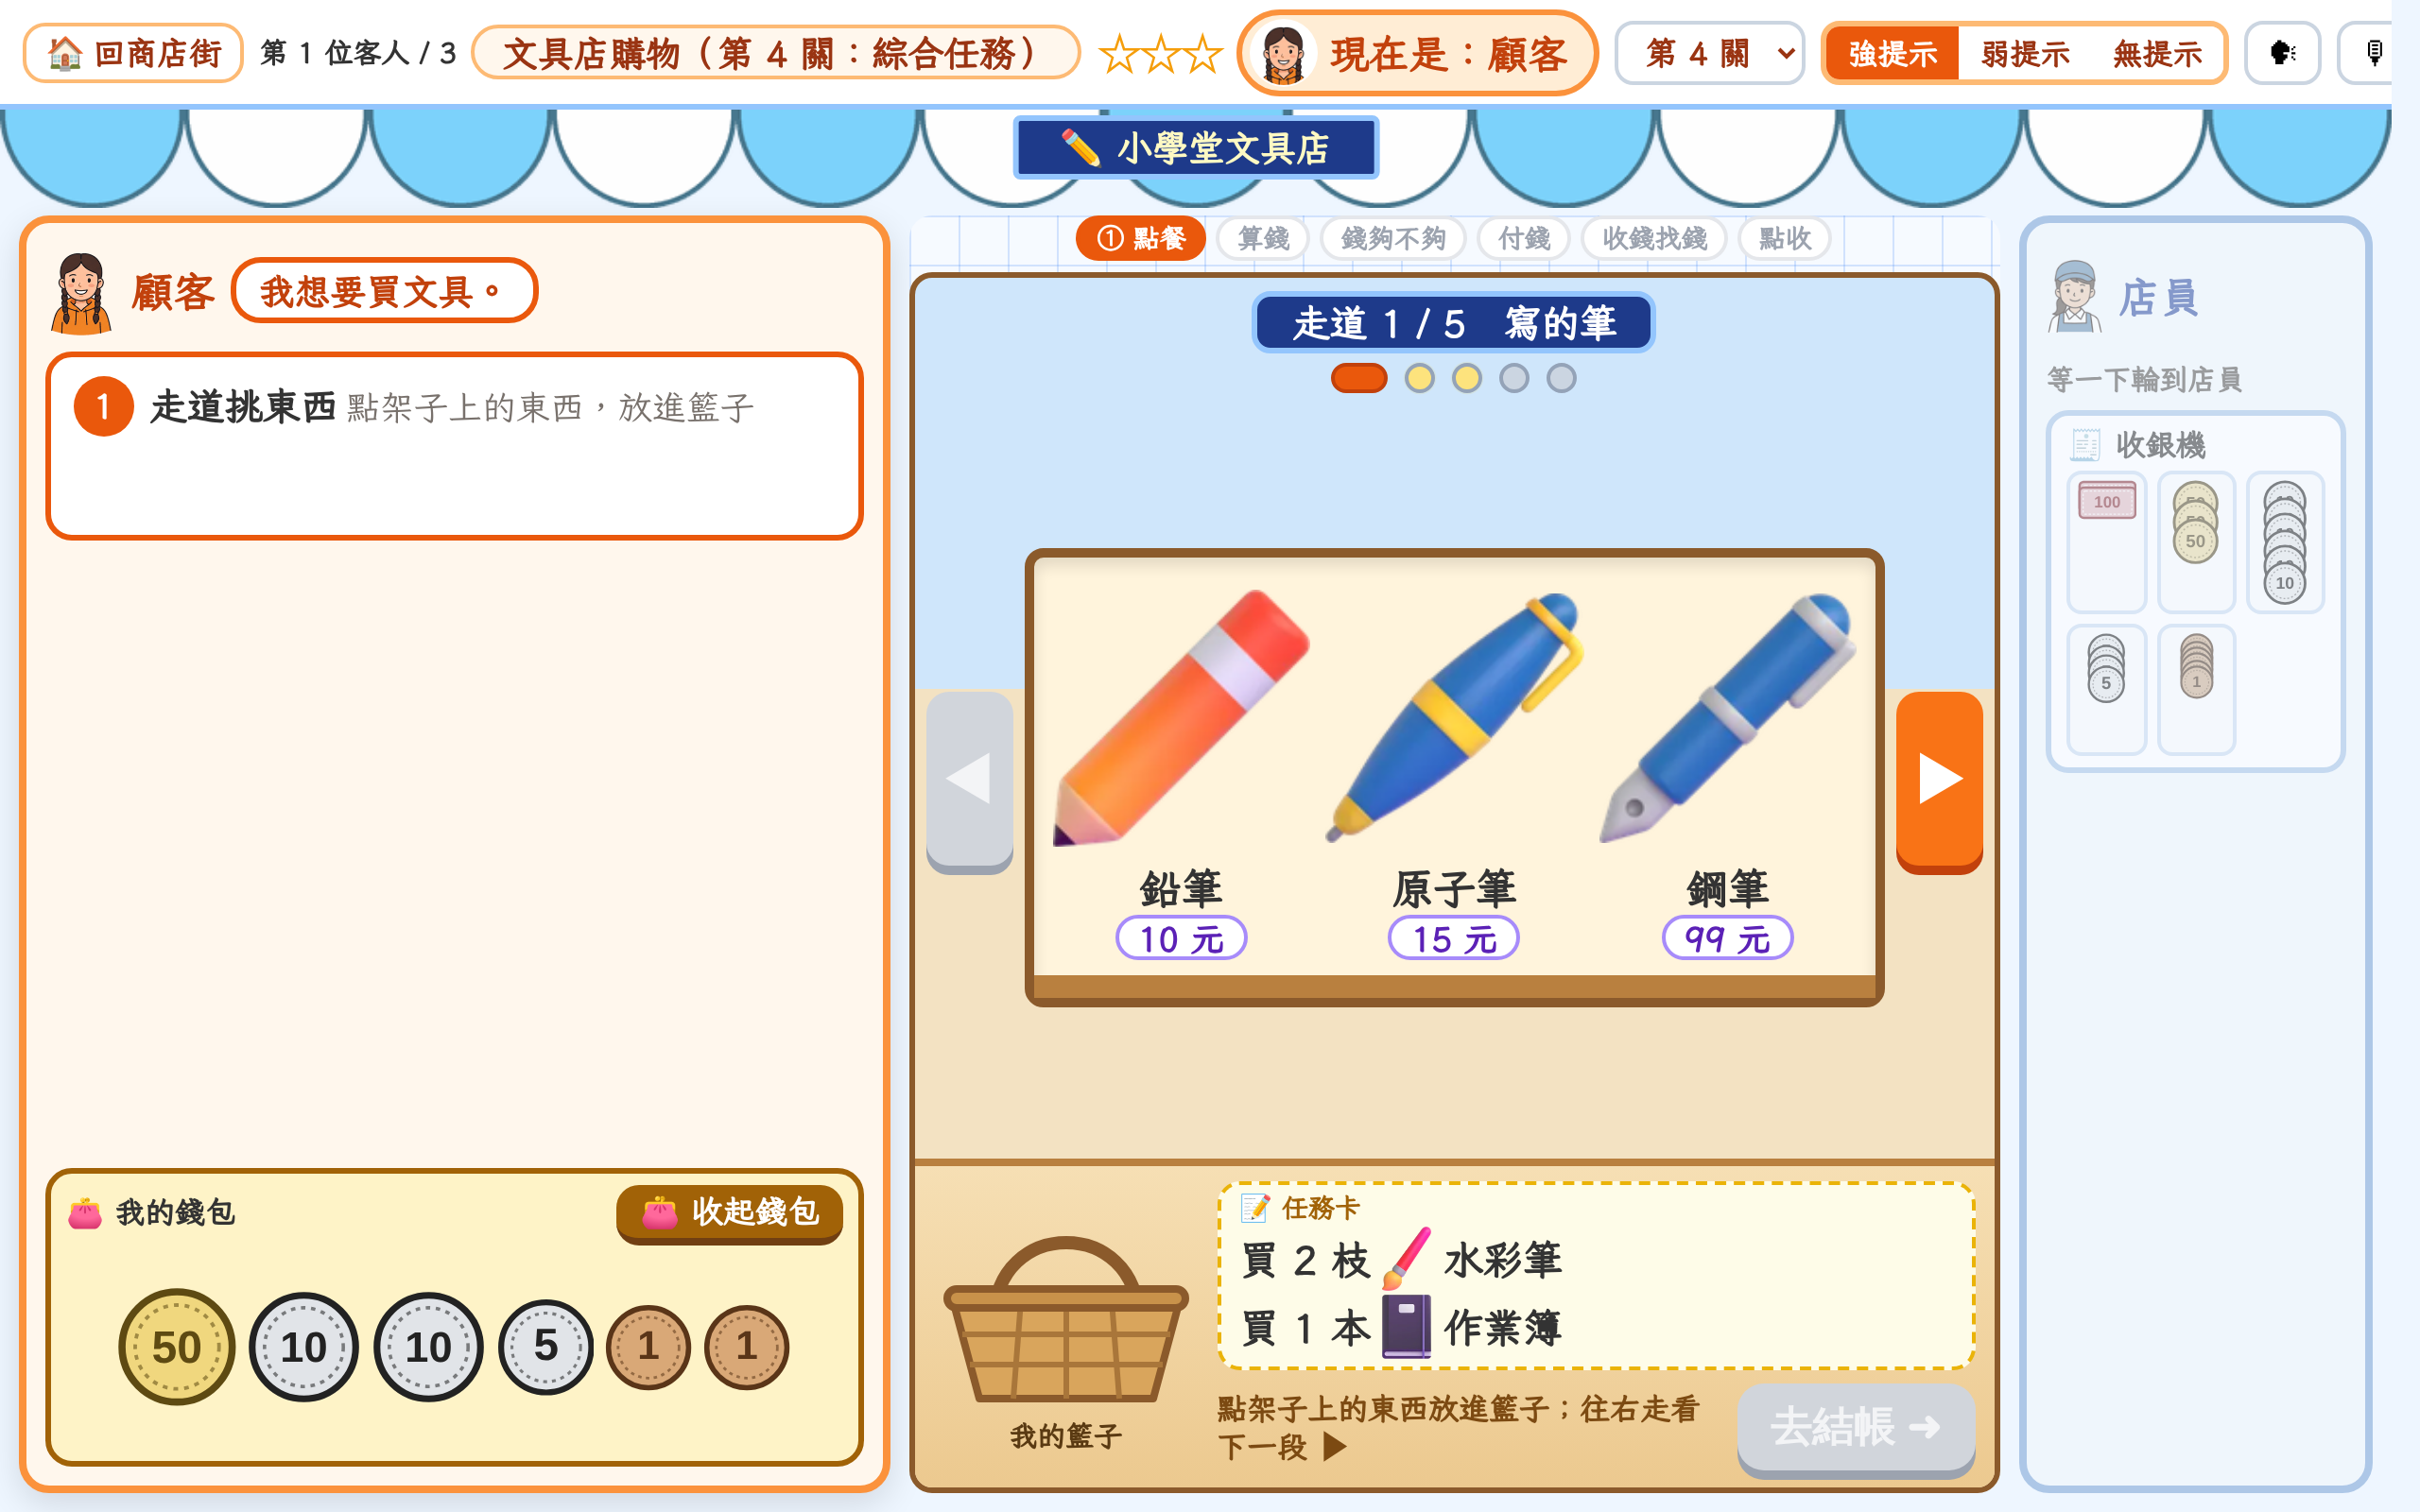 回商店街
第 1 位客人 / 3
文具店購物（第 4 關：綜合任務）
現在是：顧客
第 4 關
強提示 弱提示 無提示
小學堂文具店
顧客
我想要買文具。
1 走道挑東西 點架子上的東西，放進籃子
我的錢包
收起錢包
50 10 10 5 1 1
① 點餐 算錢 錢夠不夠 付錢 收錢找錢 點收
走道 1 / 5 寫的筆
◀
▶
鉛筆 原子筆 鋼筆
10 元 15 元 99 元
我的籃子
任務卡
買 2 枝 水彩筆
買 1 本 作業簿
點架子上的東西放進籃子；往右走看
下一段 ▶
去結帳 ➜
店員
等一下輪到店員
收銀機
100 50 10
5 1